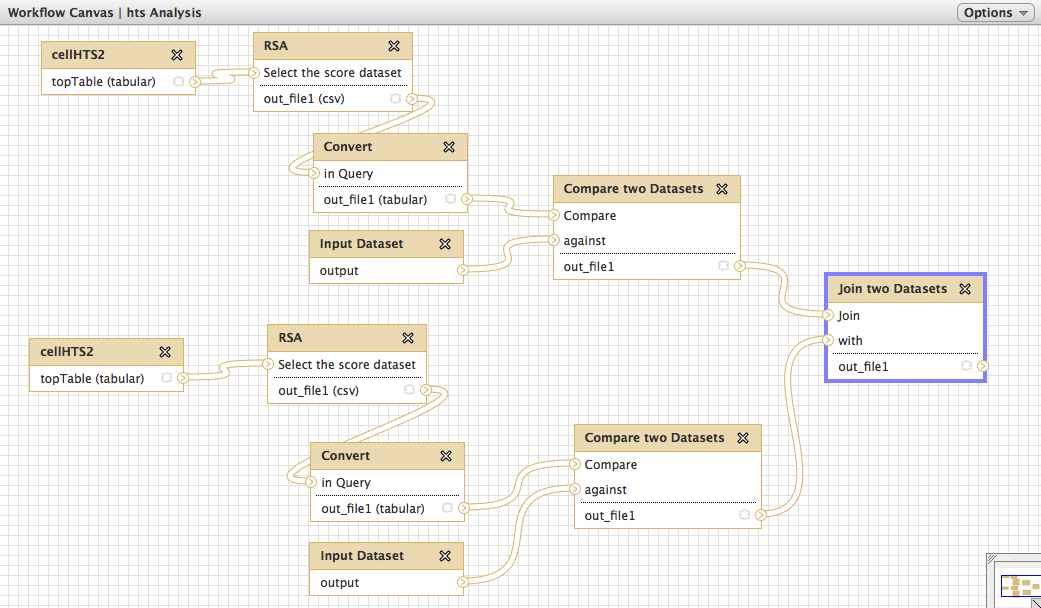 Workflow Canvas | hts Analysis
Options
cellHTS2
topTable (tabular)
RSA
Select the score dataset
out_file1 (csv)
Convert
in Query
out_file1 (tabular)
Input Dataset
output
Compare two Datasets
Compare
against
out_file1
Join two Datasets
Join
with
out_file1
cellHTS2
topTable (tabular)
RSA
Select the score dataset
out_file1 (csv)
Convert
in Query
out_file1 (tabular)
Input Dataset
output
Compare two Datasets
Compare
against
out_file1